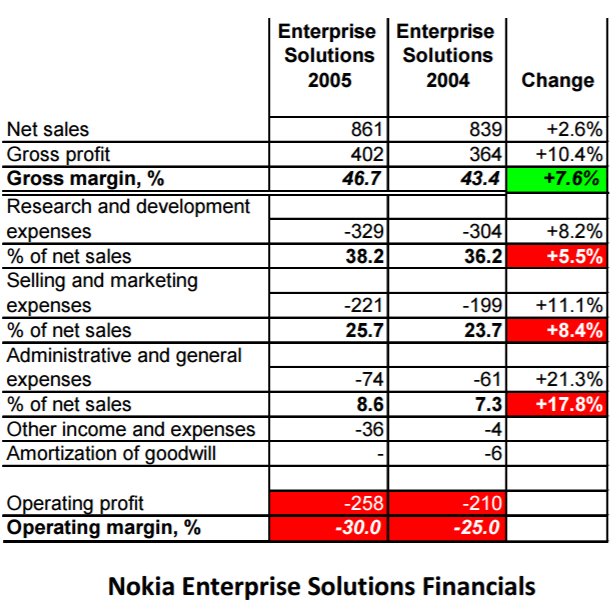 Enterprise Solutions 2005 Enterprise Solutions 2004 Change
Net sales 861 839 +2.6%
Gross profit 402 364 +10.4%
Gross margin, % 46.7 43.4 +7.6%
Research and development
expenses -329 -304 +8.2%
% of net sales 38.2 36.2 +5.5%
Selling and marketing
expenses -221 -199 +11.1%
% of net sales 25.7 23.7 +8.4%
Administrative and general
expenses -74 -61 +21.3%
% of net sales 8.6 7.3 +17.8%
Other income and expenses -36 -4
Amortization of goodwill - -6
Operating profit -258 -210
Operating margin, % -30.0 -25.0
Nokia Enterprise Solutions Financials